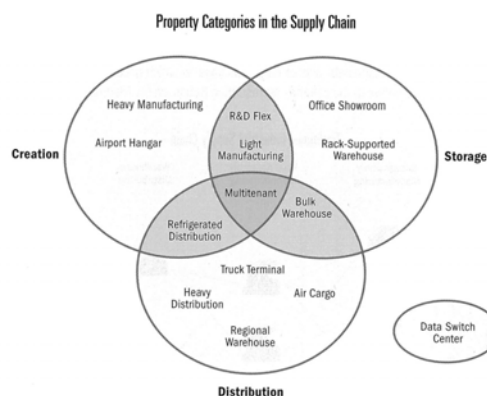 Property Categories in the Supply Chain
Heavy Manufacturing
Airport Hangar
Creation
R&D Flex
Light
Manufacturing
Office Showroom
Rack-Supported
Warehouse
Storage
Multitenant
Bulk
Warehouse
Refrigerated
Distribution
Truck Terminal
Heavy
Distribution
Air Cargo
Regional
Warehouse
Distribution
Data Switch
Center